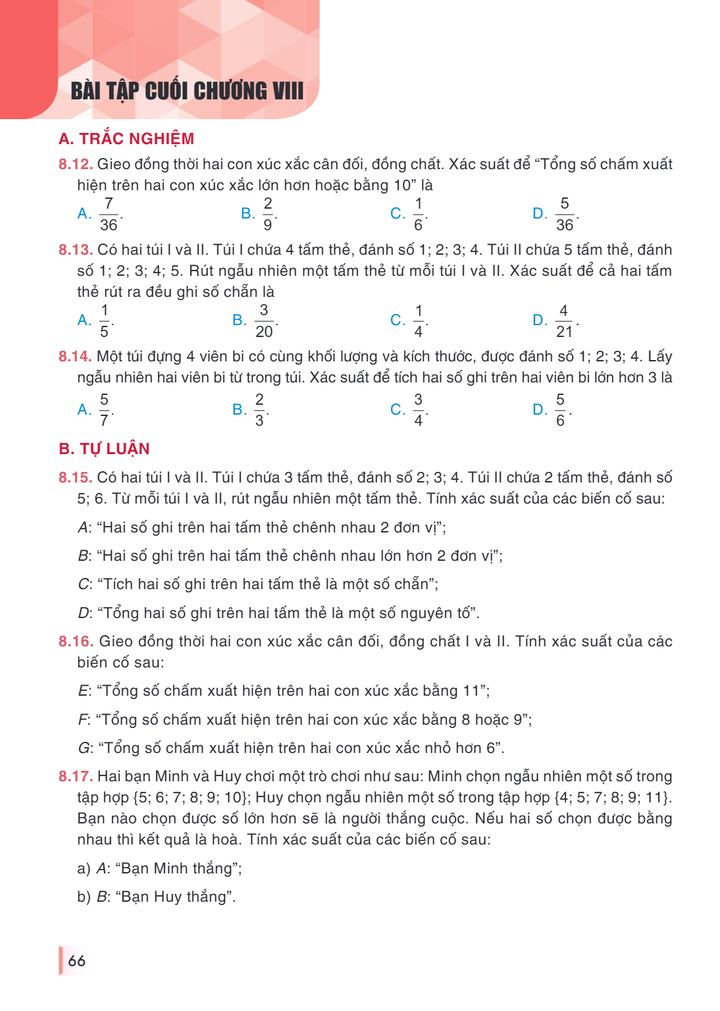 BÀI TẬP CUỐI CHƯƠNG VIII
A. TRẮC NGHIỆM
8.12. Gieo đồng thời hai con xúc xắc cân đối, đồng chất. Xác suất để “Tổng số chấm xuất
hiện trên hai con xúc xắc lớn hơn hoặc bằng 10” là
A. 7/36. B. 2/9. C. 1/6. D. 5/36.
8.13. Có hai túi I và II. Túi I chứa 4 tấm thẻ, đánh số 1; 2; 3; 4. Túi II chứa 5 tấm thẻ, đánh
số 1; 2; 3; 4; 5. Rút ngẫu nhiên một tấm thẻ từ mỗi túi I và II. Xác suất để cả hai tấm
thẻ rút ra đều ghi số chẵn là
A. 1/5. B. 3/20. C. 1/4. D. 4/21.
8.14. Một túi đựng 4 viên bi có cùng khối lượng và kích thước, được đánh số 1; 2; 3; 4. Lấy
ngẫu nhiên hai viên bi từ trong túi. Xác suất để tích hai số ghi trên hai viên bi lớn hơn 3 là
A. 5/7. B. 2/3. C. 3/4. D. 5/6.
B. TỰ LUẬN
8.15. Có hai túi I và II. Túi I chứa 3 tấm thẻ, đánh số 2; 3; 4. Túi II chứa 2 tấm thẻ, đánh số
5; 6. Từ mỗi túi I và II, rút ngẫu nhiên một tấm thẻ. Tính xác suất của các biến cố sau:
A: “Hai số ghi trên hai tấm thẻ chênh nhau 2 đơn vị”;
B: “Hai số ghi trên hai tấm thẻ chênh nhau lớn hơn 2 đơn vị”;
C: “Tích hai số ghi trên hai tấm thẻ là một số chẵn”;
D: “Tổng hai số ghi trên hai tấm thẻ là một số nguyên tố”.
8.16. Gieo đồng thời hai con xúc xắc cân đối, đồng chất I và II. Tính xác suất của các
biến cố sau:
E: “Tổng số chấm xuất hiện trên hai con xúc xắc bằng 11”;
F: “Tổng số chấm xuất hiện trên hai con xúc xắc bằng 8 hoặc 9”;
G: “Tổng số chấm xuất hiện trên hai con xúc xắc nhỏ hơn 6”.
8.17. Hai bạn Minh và Huy chơi một trò chơi như sau: Minh chọn ngẫu nhiên một số trong
tập hợp {5; 6; 7; 8; 9; 10}; Huy chọn ngẫu nhiên một số trong tập hợp {4; 5; 7; 8; 9; 11}.
Bạn nào chọn được số lớn hơn sẽ là người thắng cuộc. Nếu hai số chọn được bằng
nhau thì kết quả là hoà. Tính xác suất của các biến cố sau:
a) A: “Bạn Minh thắng”;
b) B: “Bạn Huy thắng”.
66